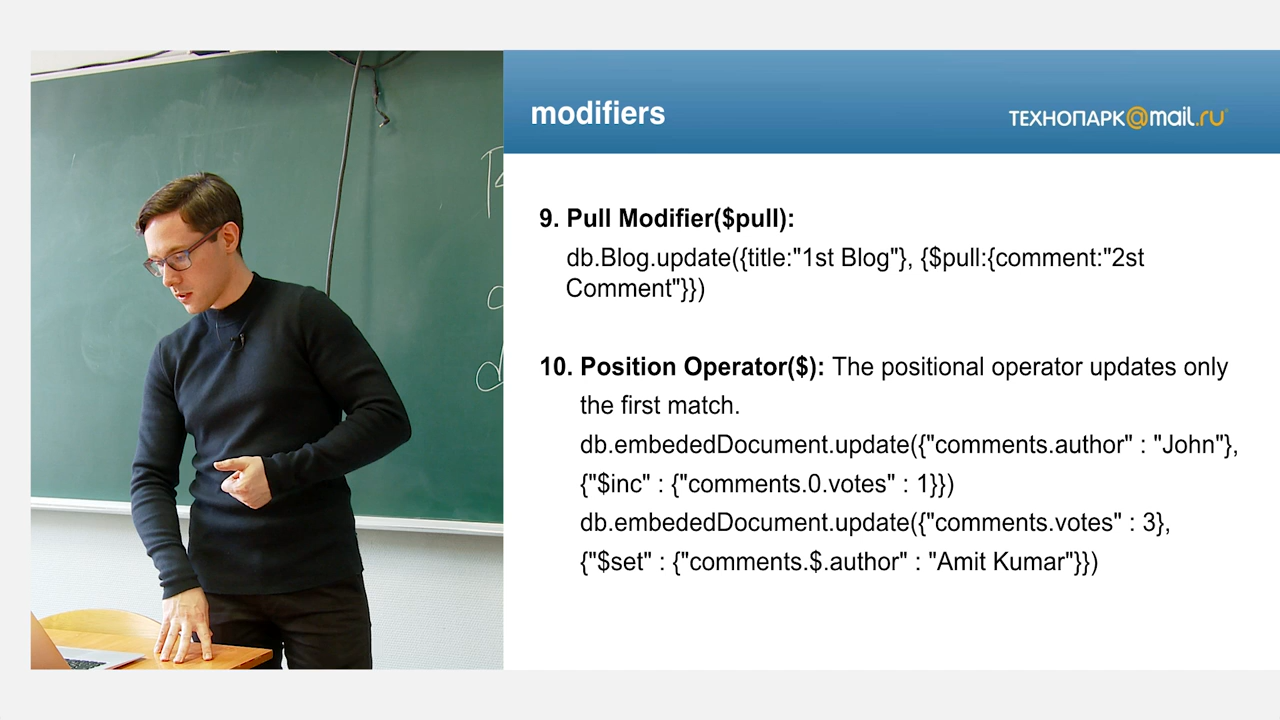 modifiers
ТЕХНОПАРК@mail.ru
9. Pull Modifier($pull):
db.Blog.update({title:"1st Blog"}, {$pull:{comment:"2st
Comment"}})
10. Position Operator($): The positional operator updates only
the first match.
db.embededDocument.update({"comments.author" : "John"},
{"$inc" : {"comments.0.votes" : 1}})
db.embededDocument.update({"comments.votes" : 3},
{"$set" : {"comments.$.author" : "Amit Kumar"}})